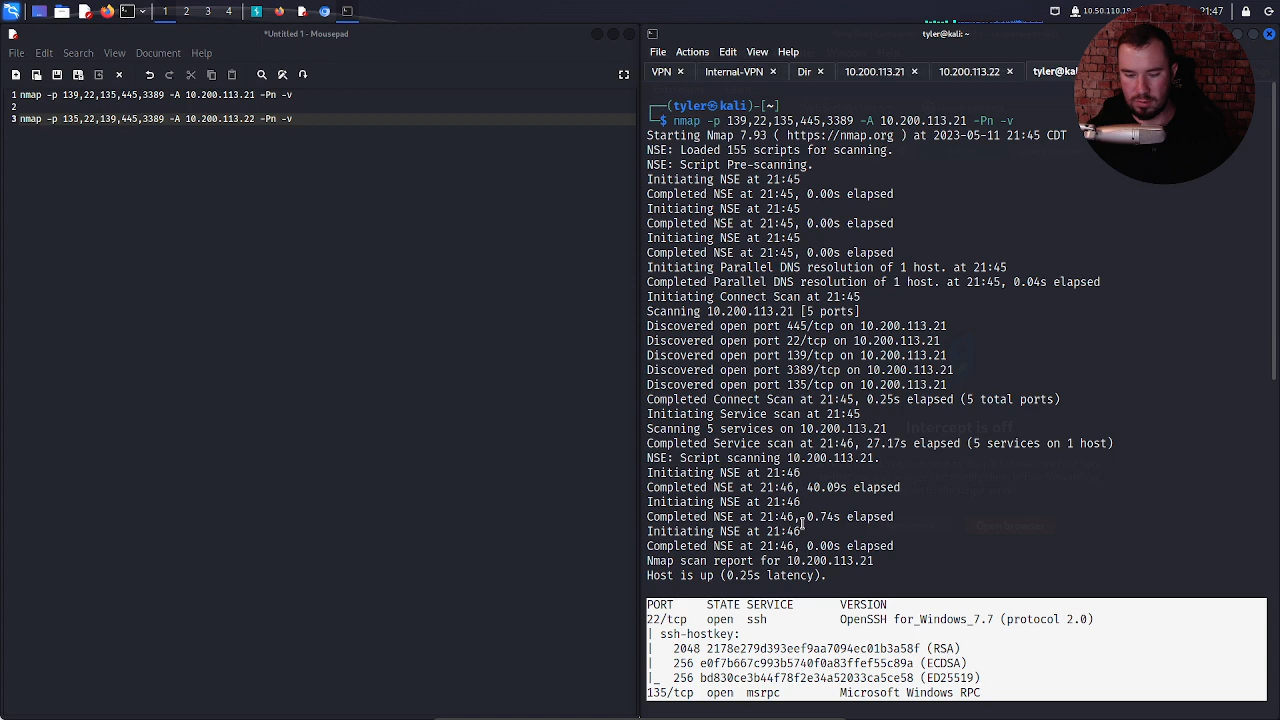 1 2 3
10.50.110.19
21:47
*Untitled 1 - Mousepad
File Edit Search View Document Help
1 nmap -p 139,22,135,445,3389 -A 10.200.113.21 -Pn -v
2
3 nmap -p 135,22,139,445,3389 -A 10.200.113.22 -Pn -v
tyler@kali: ~
File Actions Edit View Help
VPN Internal-VPN Dir 10.200.113.21 10.200.113.22 tyler@ka
┌──(tyler㉿kali)-[~]
└─$ nmap -p 139,22,135,445,3389 -A 10.200.113.21 -Pn -v
Starting Nmap 7.93 ( https://nmap.org ) at 2023-05-11 21:45 CDT
NSE: Loaded 155 scripts for scanning.
NSE: Script Pre-scanning.
Initiating NSE at 21:45
Completed NSE at 21:45, 0.00s elapsed
Initiating NSE at 21:45
Completed NSE at 21:45, 0.00s elapsed
Initiating NSE at 21:45
Completed NSE at 21:45, 0.00s elapsed
Initiating Parallel DNS resolution of 1 host. at 21:45
Completed Parallel DNS resolution of 1 host. at 21:45, 0.04s elapsed
Initiating Connect Scan at 21:45
Scanning 10.200.113.21 [5 ports]
Discovered open port 445/tcp on 10.200.113.21
Discovered open port 22/tcp on 10.200.113.21
Discovered open port 139/tcp on 10.200.113.21
Discovered open port 3389/tcp on 10.200.113.21
Discovered open port 135/tcp on 10.200.113.21
Completed Connect Scan at 21:45, 0.25s elapsed (5 total ports)
Initiating Service scan at 21:45
Scanning 5 services on 10.200.113.21
Intercept is off
Completed Service scan at 21:46, 27.17s elapsed (5 services on 1 host)
NSE: Script scanning 10.200.113.21.
Initiating NSE at 21:46
Completed NSE at 21:46, 40.09s elapsed
Initiating NSE at 21:46
Completed NSE at 21:46, 0.74s elapsed
Open Browser
Initiating NSE at 21:46
Completed NSE at 21:46, 0.00s elapsed
Nmap scan report for 10.200.113.21
Host is up (0.25s latency).
PORT STATE SERVICE VERSION
22/tcp open ssh OpenSSH for_Windows_7.7 (protocol 2.0)
| ssh-hostkey:
| 2048 2178e279d393eef9aa7094ec01b3a58f (RSA)
| 256 e0f7b667c993b5740f0a83ffef55c89a (ECDSA)
|_ 256 bd830ce3b44f78f2e34a52033ca5ce58 (ED25519)
135/tcp open msrpc Microsoft Windows RPC